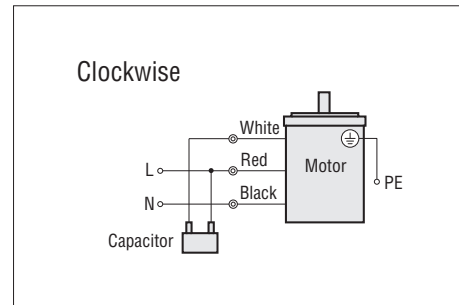 Clockwise
White
L
Red
Motor
N
Black
PE
Capacitor